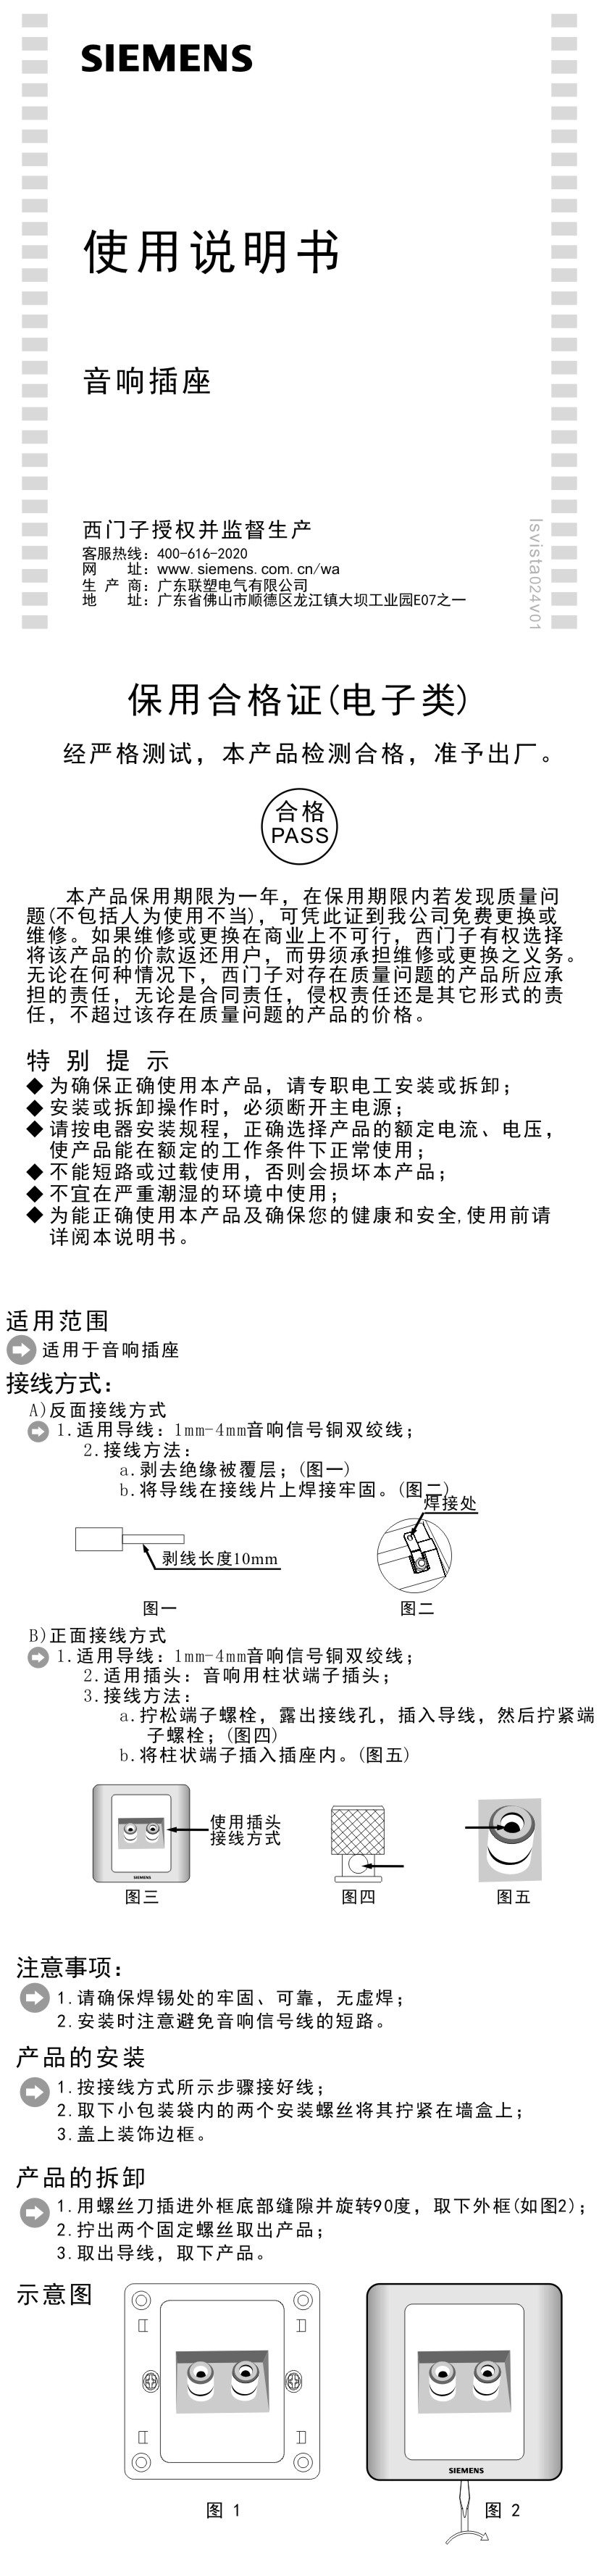 SIEMENS
使用说明书
音响插座
西门子授权并监督生产
客服热线：400-616-2020
网 址：www.siemens.com.cn/wa
生 产 商：广东联塑电气有限公司
地 址：广东省佛山市顺德区龙江镇大坝工业园E07之一
lsvista024v01
保用合格证(电子类)
经严格测试，本产品检测合格，准予出厂。
合格
PASS
本产品保用期限为一年，在保用期限内若发现质量问
题(不包括人为使用不当)，可凭此证到我公司免费更换或
维修。如果维修或更换在商业上不可行，西门子有权选择
将该产品的价款返还用户，而毋须承担维修或更换之义务。
无论在何种情况下，西门子对存在质量问题的产品所应承
担的责任，无论是合同责任，侵权责任还是其它形式的责
任，不超过该存在质量问题的产品的价格。
特 别 提 示
◆ 为确保正确使用本产品，请专职电工安装或拆卸；
◆ 安装或拆卸操作时，必须断开主电源；
◆ 请按电器安装规程，正确选择产品的额定电流、电压，
使产品能在额定的工作条件下正常使用；
◆ 不能短路或过载使用，否则会损坏本产品；
◆ 不宜在严重潮湿的环境中使用；
◆ 为能正确使用本产品及确保您的健康和安全,使用前请
详阅本说明书。
适用范围
适用于音响插座
接线方式：
A)反面接线方式
1.适用导线：1mm-4mm音响信号铜双绞线；
2.接线方法：
a.剥去绝缘被覆层；(图一)
b.将导线在接线片上焊接牢固。(图二)
焊接处
剥线长度10mm
图一
图二
B)正面接线方式
1.适用导线：1mm-4mm音响信号铜双绞线；
2.适用插头：音响用柱状端子插头；
3.接线方法：
a.拧松端子螺栓，露出接线孔，插入导线，然后拧紧端
子螺栓；(图四)
b.将柱状端子插入插座内。(图五)
使用插头
接线方式
SIEMENS
图三
图四
图五
注意事项：
1.请确保焊锡处的牢固、可靠，无虚焊；
2.安装时注意避免音响信号线的短路。
产品的安装
1.按接线方式所示步骤接好线；
2.取下小包装袋内的两个安装螺丝将其拧紧在墙盒上；
3.盖上装饰边框。
产品的拆卸
1.用螺丝刀插进外框底部缝隙并旋转90度，取下外框(如图2)；
2.拧出两个固定螺丝取出产品；
3.取出导线，取下产品。
示意图
SIEMENS
图 1
图 2